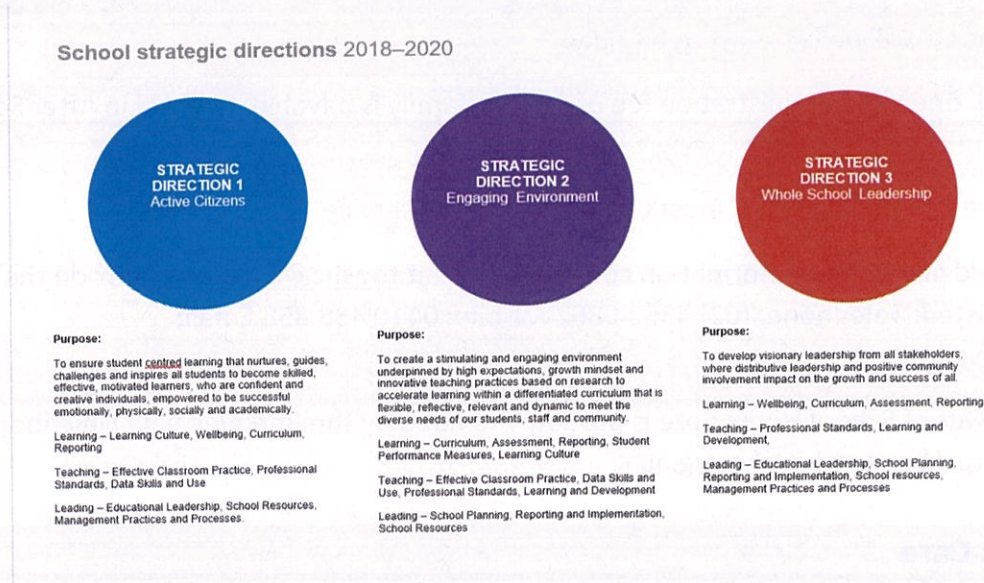 School strategic directions 2018–2020
STRATEGIC
DIRECTION 1
Active Citizens
STRATEGIC
DIRECTION 2
Engaging Environment
STRATEGIC
DIRECTION 3
Whole School Leadership
Purpose:
To ensure student centred learning that nurtures, guides,
challenges and inspires all students to become skilled,
effective, motivated learners, who are confident and
creative individuals, empowered to be successful
emotionally, physically, socially and academically.
Learning – Learning Culture, Wellbeing, Curriculum,
Reporting
Teaching – Effective Classroom Practice, Professional
Standards, Data Skills and Use
Leading – Educational Leadership, School Resources,
Management Practices and Processes.
Purpose:
To create a stimulating and engaging environment
underpinned by high expectations, growth mindset and
innovative teaching practices based on research to
accelerate learning within a differentiated curriculum that is
flexible, reflective, relevant and dynamic to meet the
diverse needs of our students, staff and community.
Learning – Curriculum, Assessment, Reporting, Student
Performance Measures, Learning Culture
Teaching – Effective Classroom Practice, Data Skills and
Use, Professional Standards, Learning and Development
Leading – School Planning, Reporting and Implementation,
School Resources
Purpose:
To develop visionary leadership from all stakeholders,
where distributive leadership and positive community
involvement impact on the growth and success of all.
Learning – Wellbeing, Curriculum, Assessment, Reporting
Teaching – Professional Standards, Learning and
Development,
Leading – Educational Leadership, School Planning,
Reporting and Implementation, School resources,
Management Practices and Processes